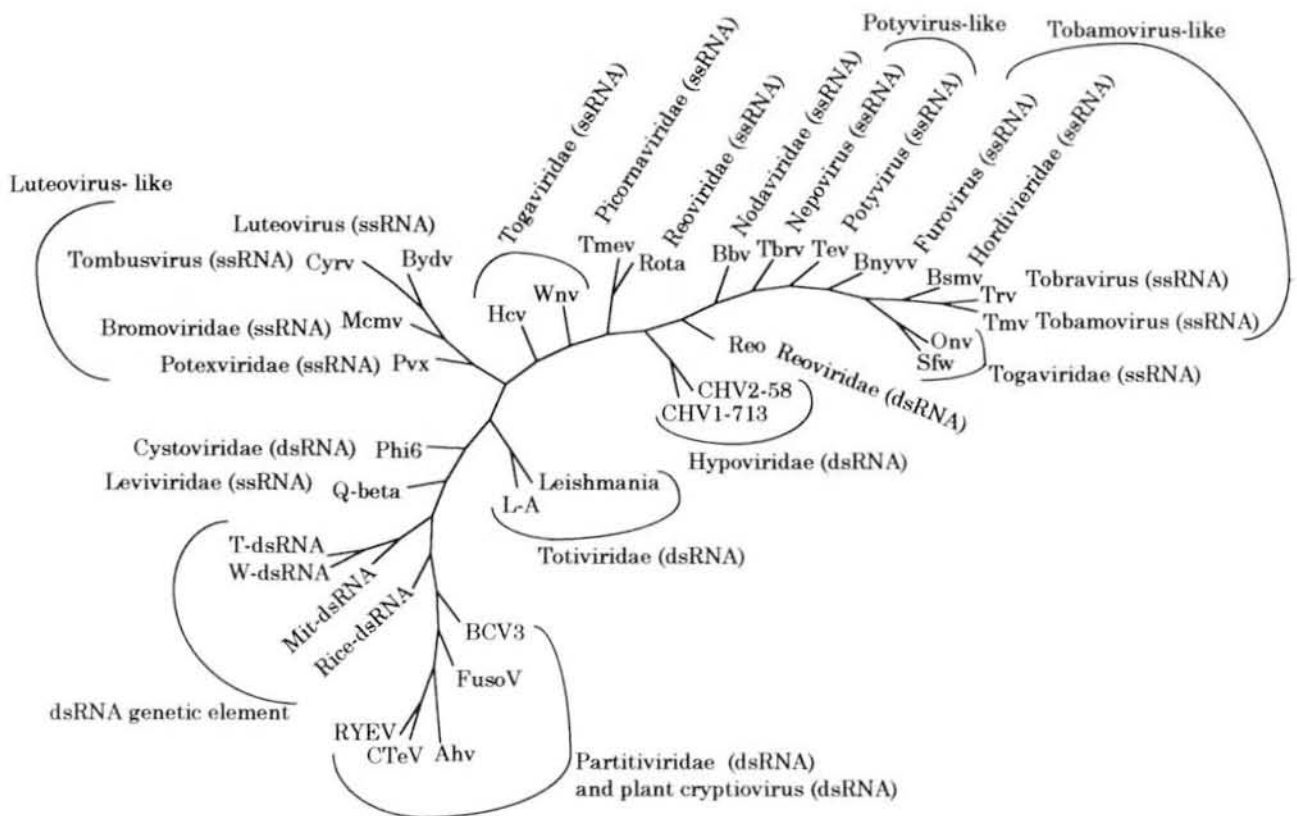 Potyvirus-like
Tobamovirus-like
Luteovirus- like
Togaviridae (ssRNA)
Picornaviridae (ssRNA)
Reoviridae (ssRNA)
Nodaviridae (ssRNA)
Nepovirus (ssRNA)
Potyvirus (ssRNA)
Furovirus (ssRNA)
Hordivieridae (ssRNA)
Luteovirus (ssRNA)
Tombusvirus (ssRNA) Cyrv
Bydv
Bromoviridae (ssRNA) Mcmv
Potexviridae (ssRNA) Pvx
Hcv
Wnv
Tmev
Rota
Bbv
Tbrv
Tev
Bnyvv
Bsmv
Trv Tobravirus (ssRNA)
Tmv Tobamovirus (ssRNA)
Onv
Sfw
Togaviridae (ssRNA)
Reo Reoviridae (dsRNA)
CHV2-58
CHV1-713
Hypoviridae (dsRNA)
Cystoviridae (dsRNA) Phi6
Leviviridae (ssRNA) Q-beta
Leishmania
L-A
Totiviridae (dsRNA)
T-dsRNA
W-dsRNA
Mit-dsRNA
Rice-dsRNA
dsRNA genetic element
BCV3
FusoV
RYEV
CTeV Ahv
Partitiviridae (dsRNA)
and plant cryptiovirus (dsRNA)